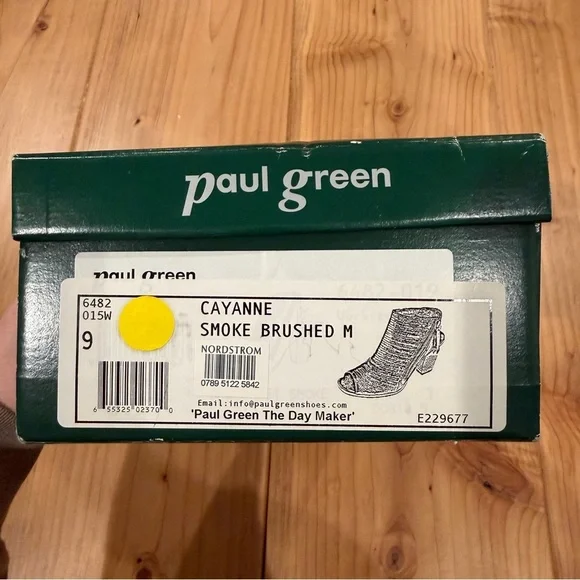 paul green
paul green
6482
015W
9
CAYANNE
SMOKE BRUSHED M
NORDSTROM
0789 5122 5842
6 55325 02370 0
Email:info@paulgreenshoes.com
'Paul Green The Day Maker'
E229677